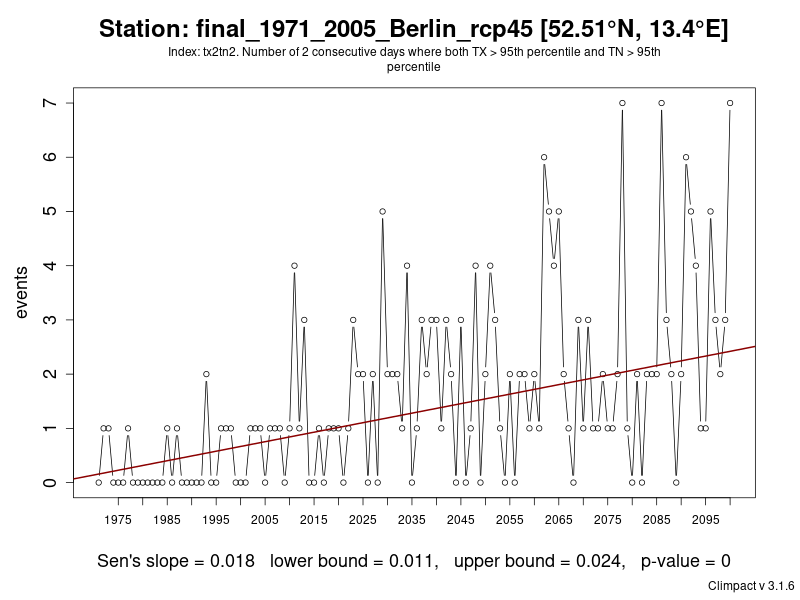 Station: final_1971_2005_Berlin_rcp45 [52.51°N, 13.4°E]
Index: tx2tn2. Number of 2 consecutive days where both TX > 95th percentile and TN > 95th
percentile
7
6
5
4
3
2
1
0
events
1975 1985 1995 2005 2015 2025 2035 2045 2055 2065 2075 2085 2095
Sen's slope = 0.018 lower bound = 0.011, upper bound = 0.024, p-value = 0
Climpact v 3.1.6